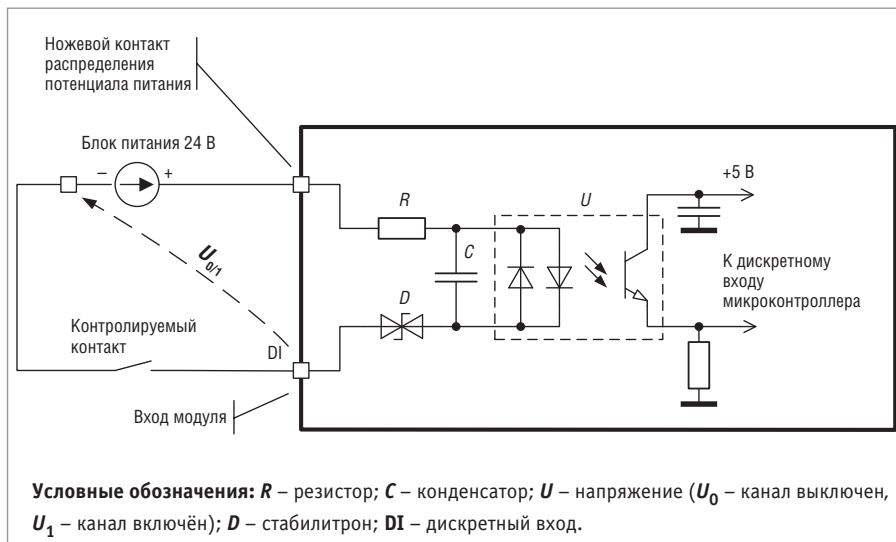 Ножевой контакт
распределения
потенциала питания
Блок питания 24 В
– +
R
U
+5 В
C
U0/1
К дискретному
входу
микроконтроллера
D
Контролируемый
контакт
DI
Вход модуля
Условные обозначения: R – резистор; C – конденсатор; U – напряжение (U0 – канал выключен,
U1 – канал включён); D – стабилитрон; DI – дискретный вход.